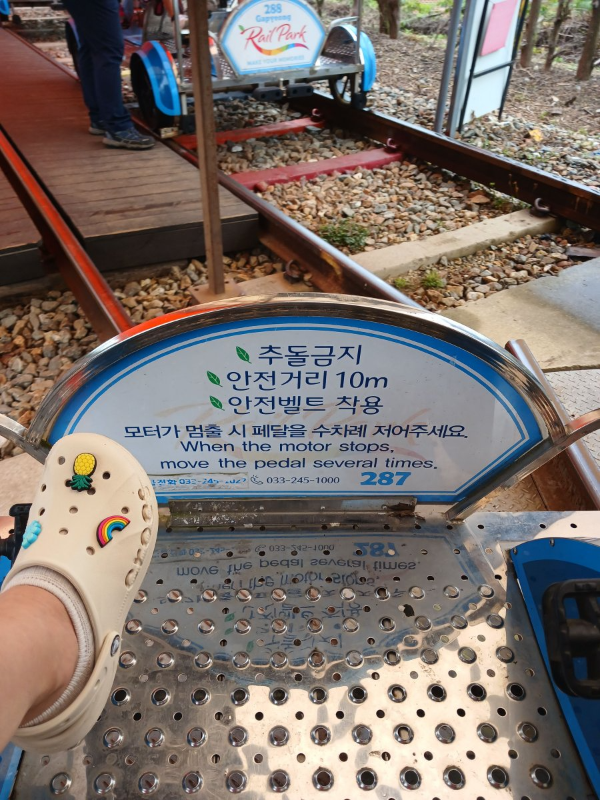 288
Gapyeong
Rail Park
추돌금지
안전거리 10m
안전벨트 착용
모터가 멈출 시 페달을 수차례 저어주세요.
When the motor stops,
move the pedal several times.
033-245-1000
287